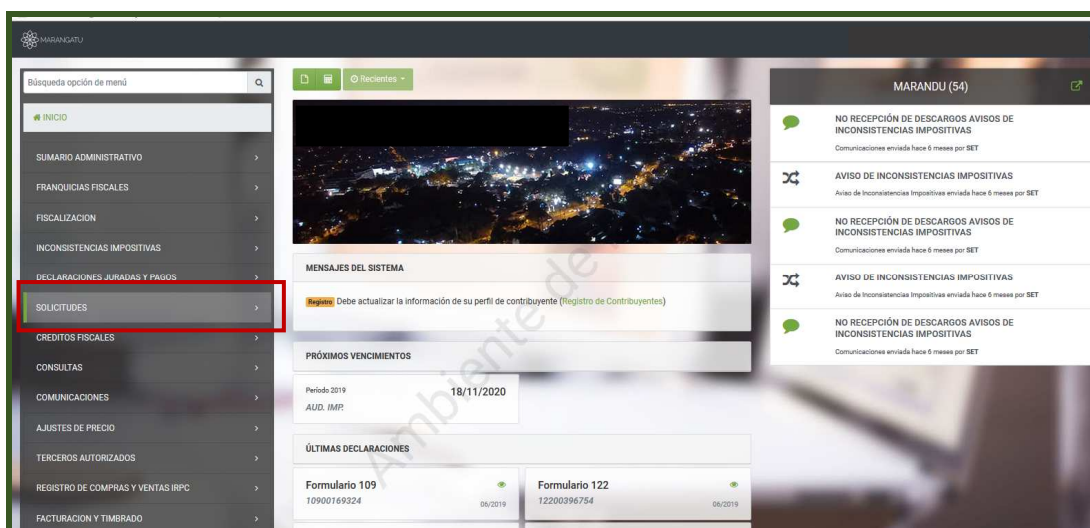 MARANGATU
Búsqueda opción de menú
INICIO
SUMARIO ADMINISTRATIVO
FRANQUICIAS FISCALES
FISCALIZACION
INCONSISTENCIAS IMPOSITIVAS
DECLARACIONES JURADAS Y PAGOS
SOLICITUDES
CREDITOS FISCALES
CONSULTAS
COMUNICACIONES
AJUSTES DE PRECIO
TERCEROS AUTORIZADOS
REGISTRO DE COMPRAS Y VENTAS IRPC
FACTURACION Y TIMBRADO
Recientes
MENSAJES DEL SISTEMA
Registro Debe actualizar la información de su perfil de contribuyente (Registro de Contribuyentes)
PRÓXIMOS VENCIMIENTOS
Periodo 2019 18/11/2020
AUD. IMP.
ÚLTIMAS DECLARACIONES
Formulario 109
10900169324 06/2019
Formulario 122
12200396754 06/2019
Ambiente de
MARANDU (54)
NO RECEPCIÓN DE DESCARGOS AVISOS DE
INCONSISTENCIAS IMPOSITIVAS
Comunicaciones enviada hace 6 meses por SET
AVISO DE INCONSISTENCIAS IMPOSITIVAS
Aviso de Inconsistencias Impositivas enviada hace 6 meses por SET
NO RECEPCIÓN DE DESCARGOS AVISOS DE
INCONSISTENCIAS IMPOSITIVAS
Comunicaciones enviada hace 6 meses por SET
AVISO DE INCONSISTENCIAS IMPOSITIVAS
Aviso de Inconsistencias Impositivas enviada hace 6 meses por SET
NO RECEPCIÓN DE DESCARGOS AVISOS DE
INCONSISTENCIAS IMPOSITIVAS
Comunicaciones enviada hace 6 meses por SET